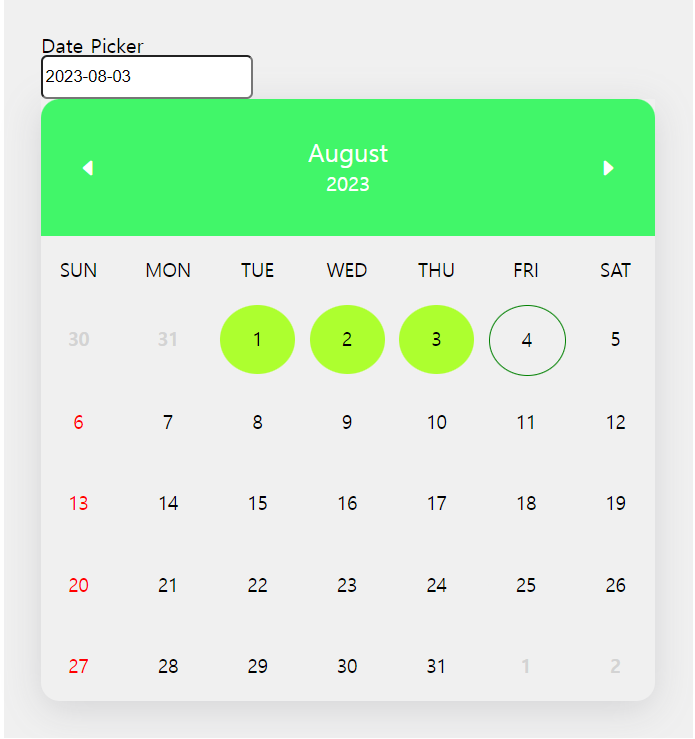 Date Picker
2023-08-03
August
2023
SUN MON TUE WED THU FRI SAT
30 31 1 2 3 4 5
6 7 8 9 10 11 12
13 14 15 16 17 18 19
20 21 22 23 24 25 26
27 28 29 30 31 1 2